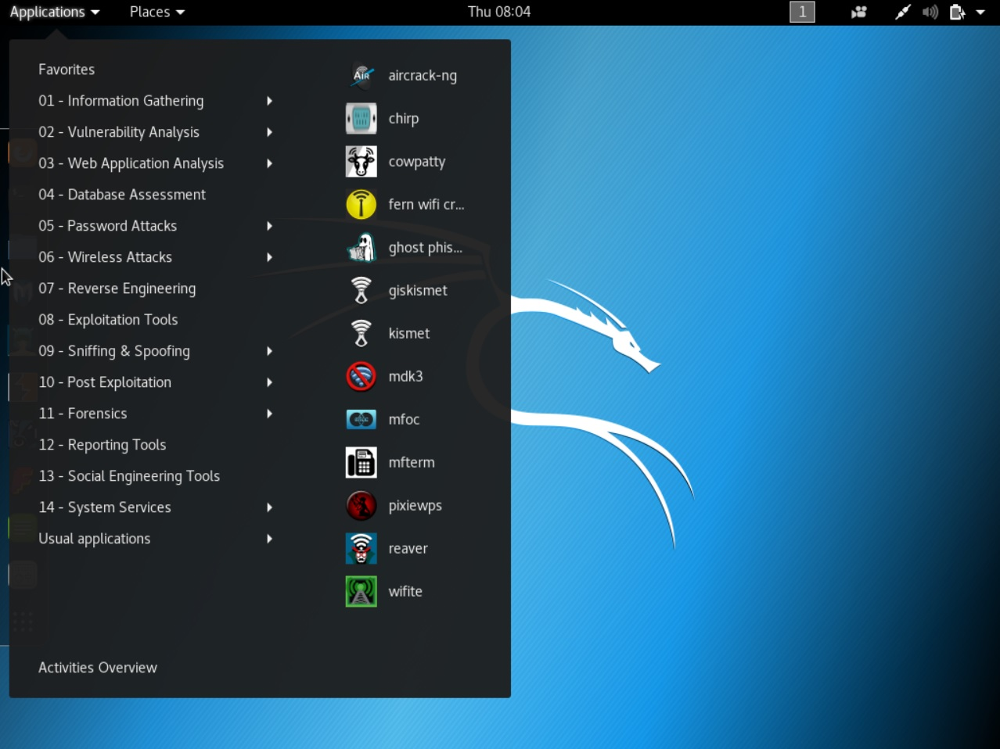 Applications Places Thu 08:04 1
Favorites
01 - Information Gathering
02 - Vulnerability Analysis
03 - Web Application Analysis
04 - Database Assessment
05 - Password Attacks
06 - Wireless Attacks
07 - Reverse Engineering
08 - Exploitation Tools
09 - Sniffing & Spoofing
10 - Post Exploitation
11 - Forensics
12 - Reporting Tools
13 - Social Engineering Tools
14 - System Services
Usual applications
Activities Overview
AIR aircrack-ng
chirp
cowpatty
fern wifi cr...
ghost phis...
giskismet
kismet
mdk3
mfoc
mfterm
pixiewps
reaver
wifite